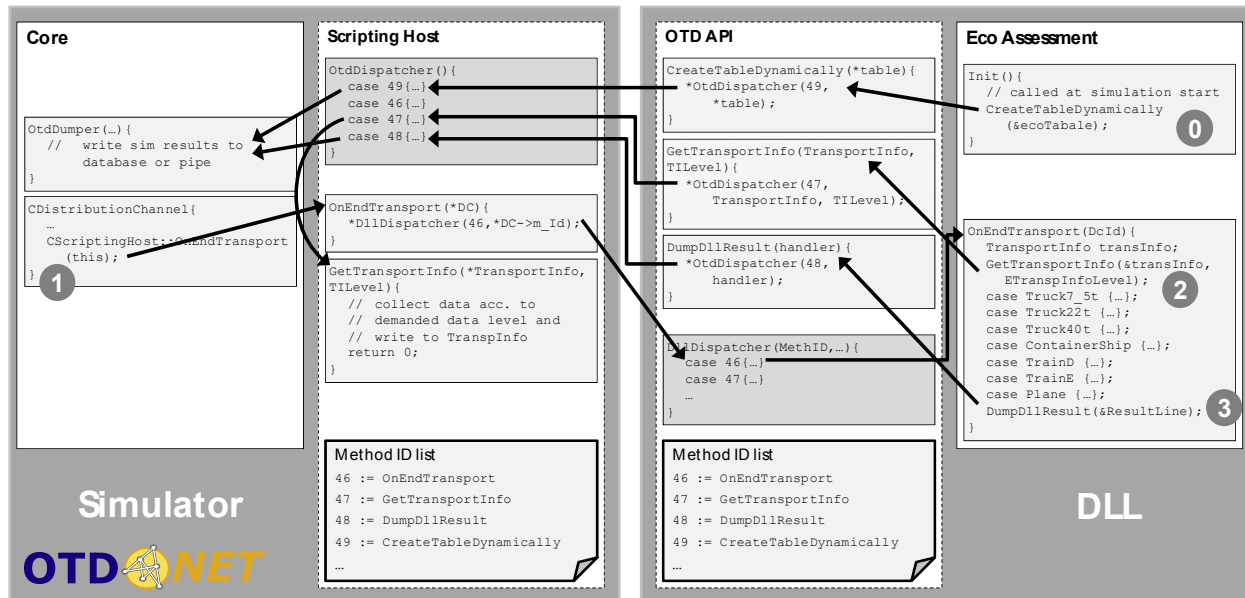 Core
OtdDumper(…){
//   write sim results to
database or pipe
}
CDistributionChannel{
…
CScriptingHost::OnEndTransport
(this);
}
1
Simulator
OTD NET
Scripting Host
OtdDispatcher(){
case 49{…}
case 46{…}
case 47{…}
case 48{…}
}
OnEndTransport(*DC){
*DllDispatcher(46,*DC->m_Id);
}
GetTransportInfo(*TransportInfo,
TILevel){
// collect data acc. to
// demanded data level and
// write to TranspInfo
return 0;
}
Method ID list
46 := OnEndTransport
47 := GetTransportInfo
48 := DumpDllResult
49 := CreateTableDynamically
…
OTD API
CreateTableDynamically(*table){
*OtdDispatcher(49,
*table);
}
GetTransportInfo(TransportInfo,
TILevel){
*OtdDispatcher(47,
TransportInfo, TILevel);
}
DumpDllResult(handler){
*OtdDispatcher(48,
handler);
}
DllDispatcher(MethID,…){
case 46{…}
case 47{…}
…
}
Method ID list
46 := OnEndTransport
47 := GetTransportInfo
48 := DumpDllResult
49 := CreateTableDynamically
…
Eco Assessment
Init(){
// called at simulation start
CreateTableDynamically
(&ecoTabale);
}
0
OnEndTransport(DcId){
TransportInfo transInfo;
GetTransportInfo(&transInfo,
ETranspInfoLevel);
case Truck7_5t {…};
case Truck22t {…};
case Truck40t {…};
case ContainerShip {…};
case TrainD {…};
case TrainE {…};
case Plane {…};
DumpDllResult(&ResultLine);
}
2
3
DLL